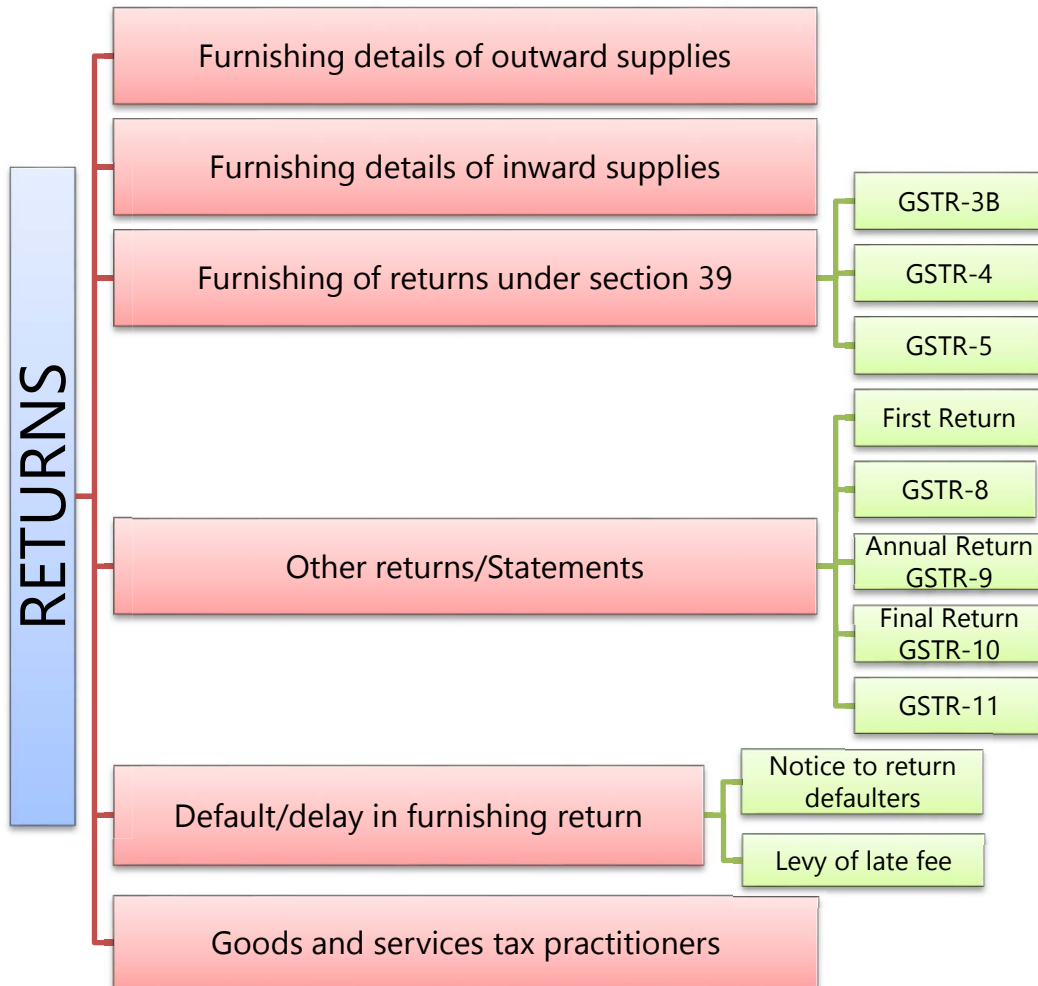 RETURNS
Furnishing details of outward supplies
Furnishing details of inward supplies
Furnishing of returns under section 39
GSTR-3B
GSTR-4
GSTR-5
Other returns/Statements
First Return
GSTR-8
Annual Return
GSTR-9
Final Return
GSTR-10
GSTR-11
Default/delay in furnishing return
Notice to return
defaulters
Levy of late fee
Goods and services tax practitioners